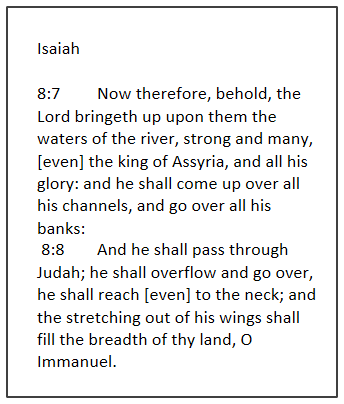 Isaiah
8:7 Now therefore, behold, the
Lord bringeth up upon them the
waters of the river, strong and many,
[even] the king of Assyria, and all his
glory: and he shall come up over all
his channels, and go over all his
banks:
8:8 And he shall pass through
Judah; he shall overflow and go over,
he shall reach [even] to the neck; and
the stretching out of his wings shall
fill the breadth of thy land, O
Immanuel.